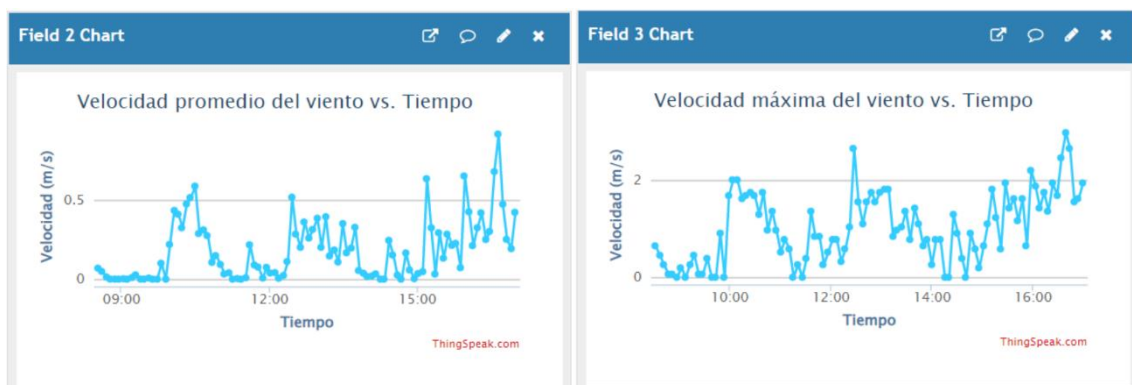 Field 2 Chart
Velocidad promedio del viento vs. Tiempo
Velocidad (m/s)
0.5
0
09:00 12:00 15:00
Tiempo
ThingSpeak.com
Field 3 Chart
Velocidad máxima del viento vs. Tiempo
Velocidad (m/s)
2
0
10:00 12:00 14:00 16:00
Tiempo
ThingSpeak.com